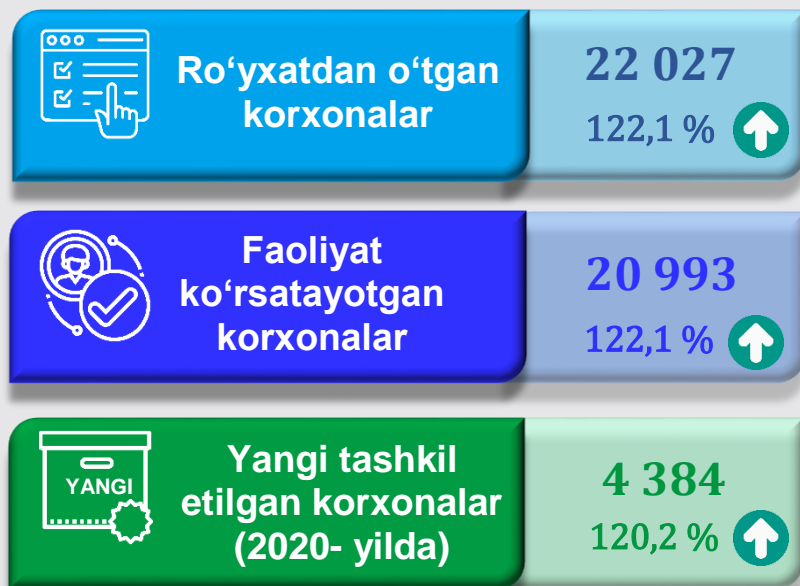 Ro‘yxatdan o‘tgan
korxonalar
22 027
122,1 %
Faoliyat
ko‘rsatayotgan
korxonalar
20 993
122,1 %
YANGI
Yangi tashkil
etilgan korxonalar
(2020- yilda)
4 384
120,2 %